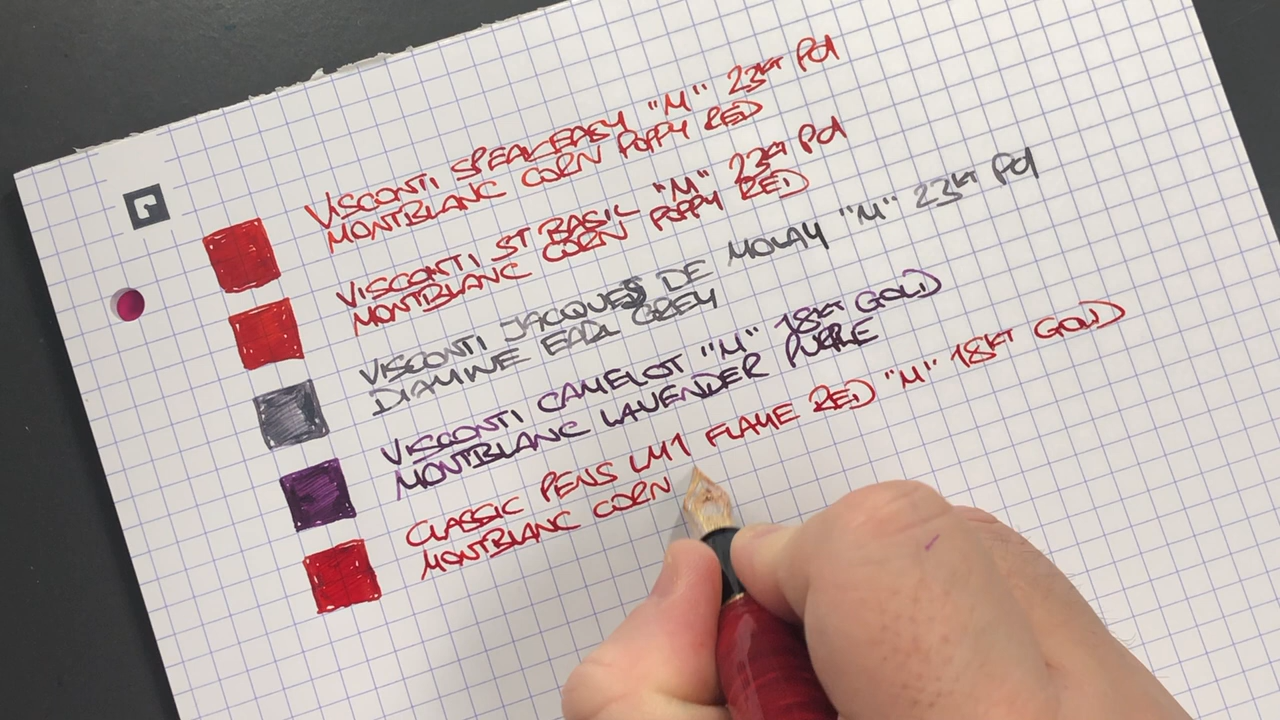 VISCONTI SPEAKEASY "M" 23KT Pd
MONTBLANC CORN POPPY RED
VISCONTI ST BASIL "M" 23KT Pd
MONTBLANC CORN POPPY RED
VISCONTI JACQUES DE MOLAY "M" 23KT Pd
DIAMINE EARL GREY
VISCONTI CAMELOT "M" 18KT GOLD
MONTBLANC LAVENDER PURPLE
CLASSIC PENS LM1 FLAME RED "M" 18KT GOLD
MONTBLANC CORN